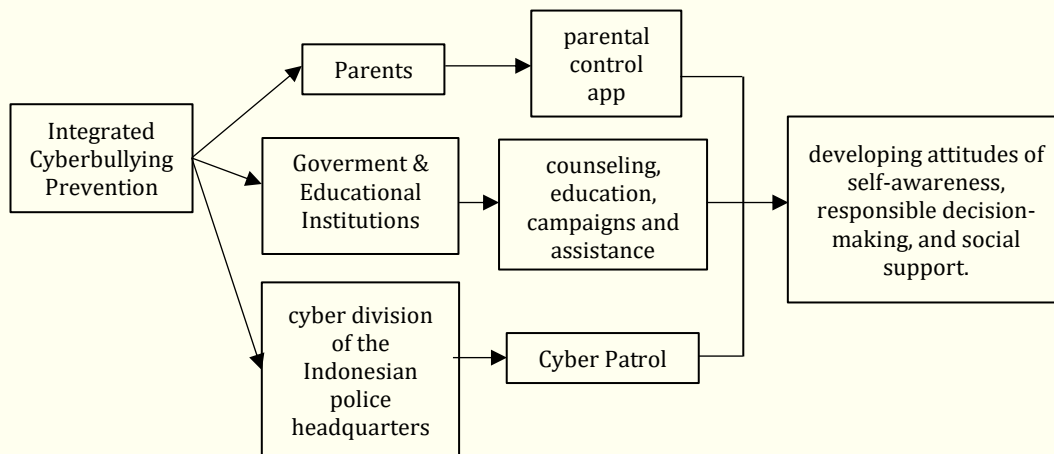 Integrated
Cyberbullying
Prevention
Parents
parental
control
app
Goverment &
Educational
Institutions
counseling,
education,
campaigns and
assistance
cyber division
of the
Indonesian
police
headquarters
Cyber Patrol
developing attitudes of
self-awareness,
responsible decision-
making, and social
support.